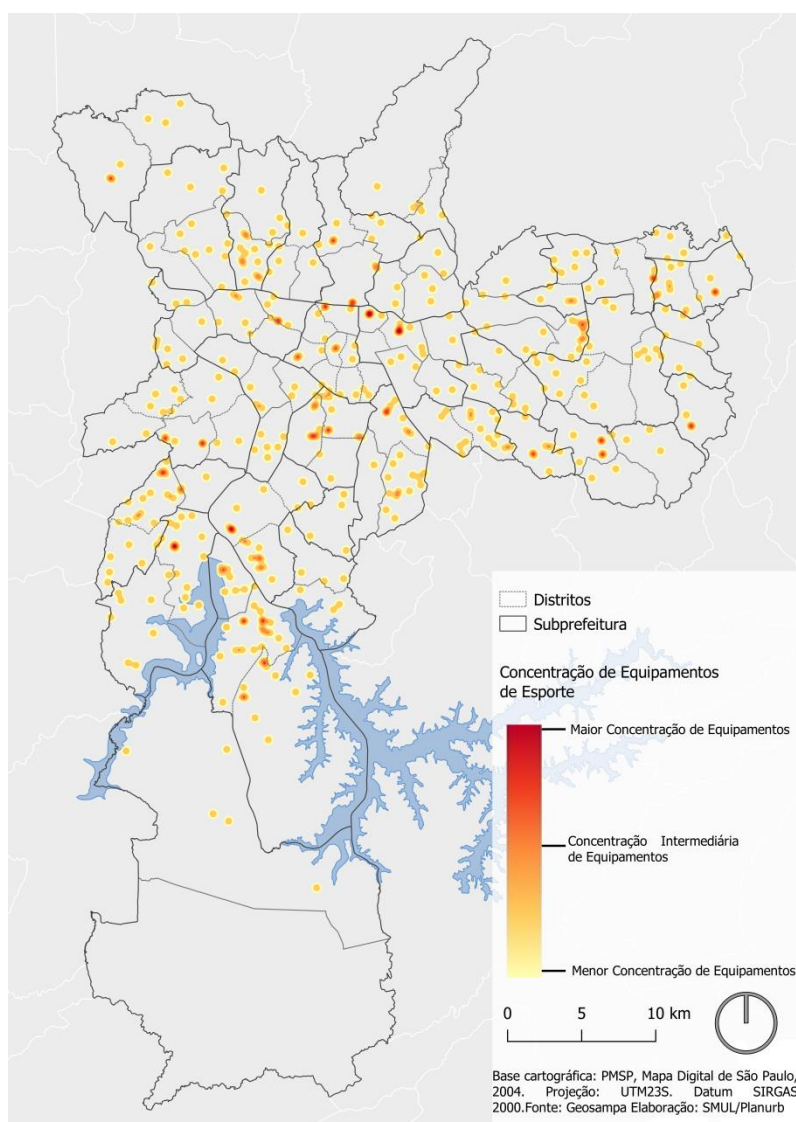 Distritos
Subprefeitura
Concentração de Equipamentos
de Esporte
Maior Concentração de Equipamentos
Concentração Intermediária
de Equipamentos
Menor Concentração de Equipamentos
0 5 10 km
Base cartográfica: PMSP, Mapa Digital de São Paulo,
2004. Projeção: UTM23S. Datum SIRGAS
2000.Fonte: Geosampa Elaboração: SMUL/Planurb